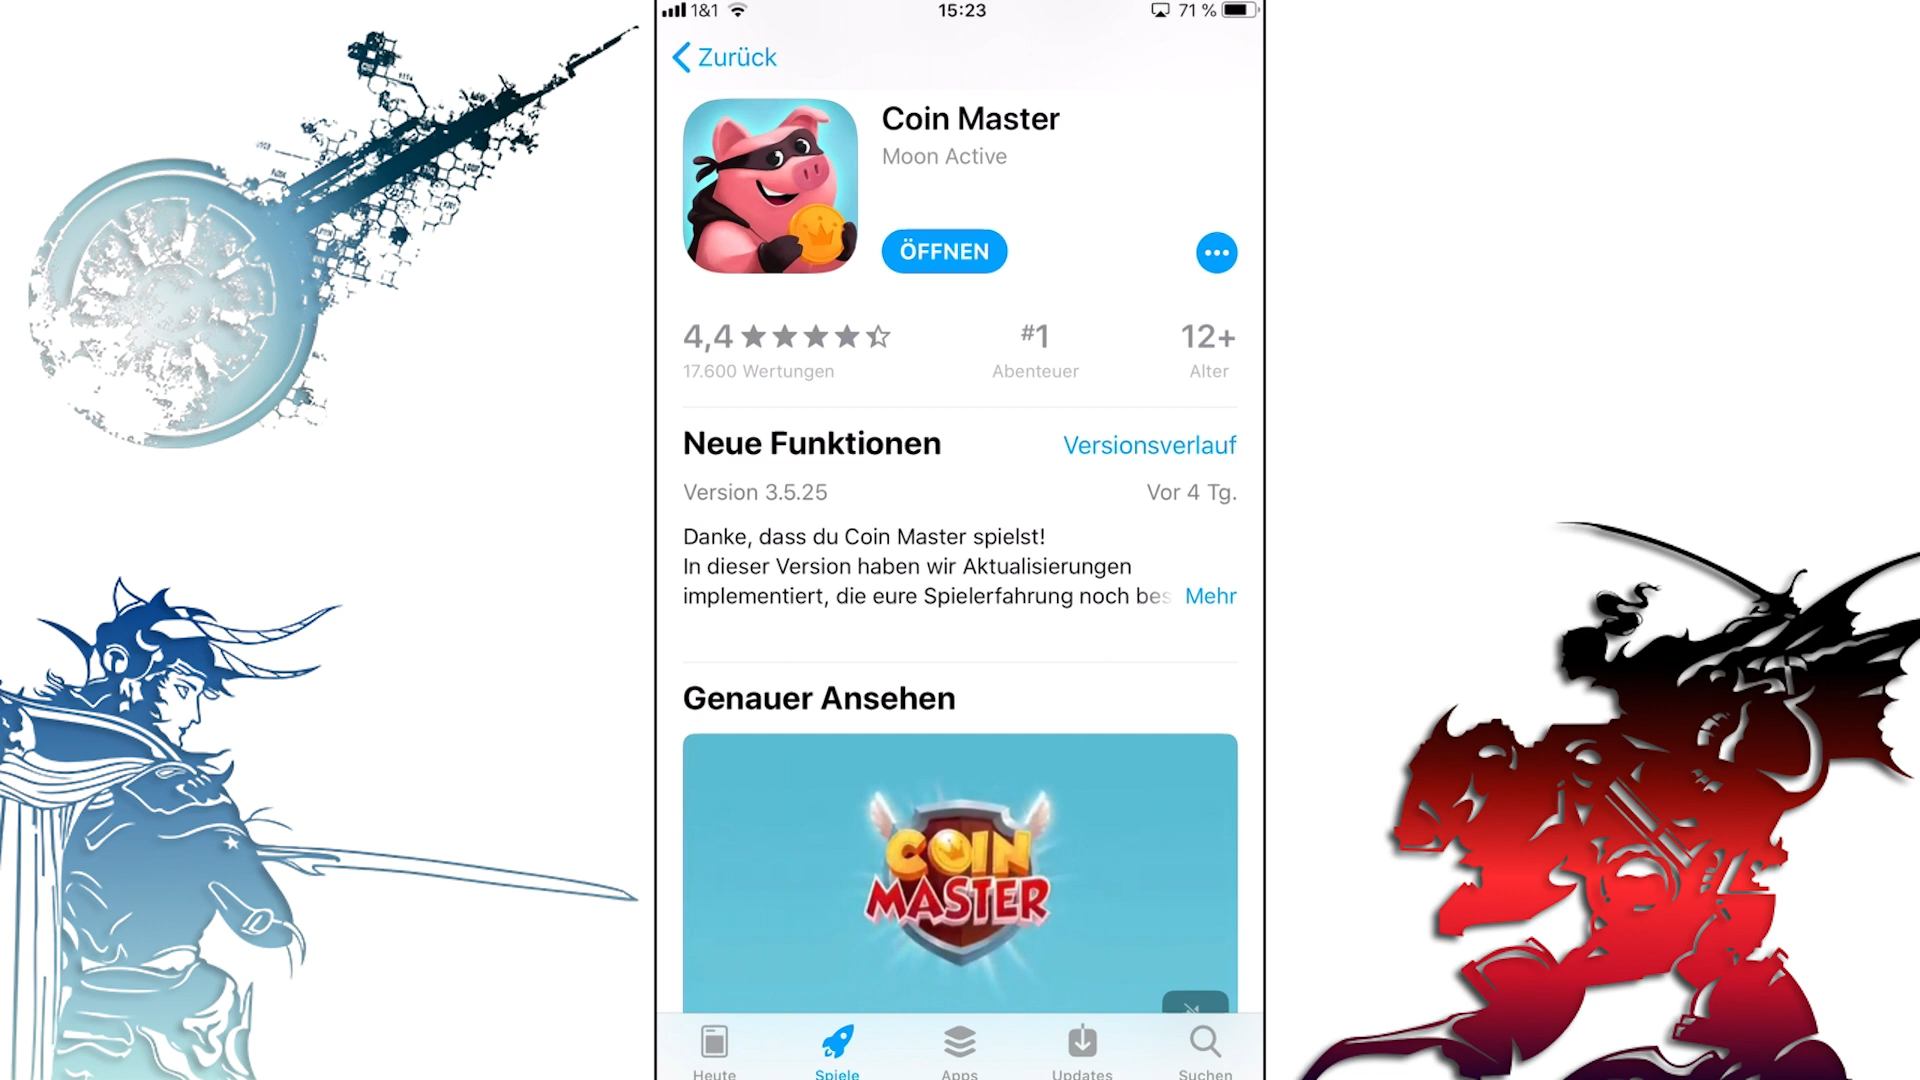 1&1
15:23
71 %
Zurück
Coin Master
Moon Active
ÖFFNEN
4,4
17.600 Wertungen
#1
Abenteuer
12+
Alter
Neue Funktionen
Versionsverlauf
Version 3.5.25
Vor 4 Tg.
Danke, dass du Coin Master spielst!
In dieser Version haben wir Aktualisierungen
implementiert, die eure Spielerfahrung noch bes Mehr
Genauer Ansehen
COIN
MASTER
Heute
Spiele
Apps
Updates
Suchen